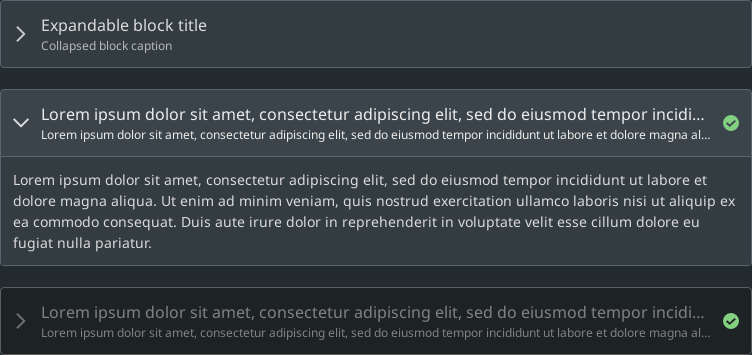 Expandable block title
Collapsed block caption
Lorem ipsum dolor sit amet, consectetur adipiscing elit, sed do eiusmod tempor incidi...
Lorem ipsum dolor sit amet, consectetur adipiscing elit, sed do eiusmod tempor incididunt ut labore et dolore magna al...
Lorem ipsum dolor sit amet, consectetur adipiscing elit, sed do eiusmod tempor incididunt ut labore et
dolore magna aliqua. Ut enim ad minim veniam, quis nostrud exercitation ullamco laboris nisi ut aliquip ex
ea commodo consequat. Duis aute irure dolor in reprehenderit in voluptate velit esse cillum dolore eu
fugiat nulla pariatur.
Lorem ipsum dolor sit amet, consectetur adipiscing elit, sed do eiusmod tempor incidi...
Lorem ipsum dolor sit amet, consectetur adipiscing elit, sed do eiusmod tempor incididunt ut labore et dolore magna al...